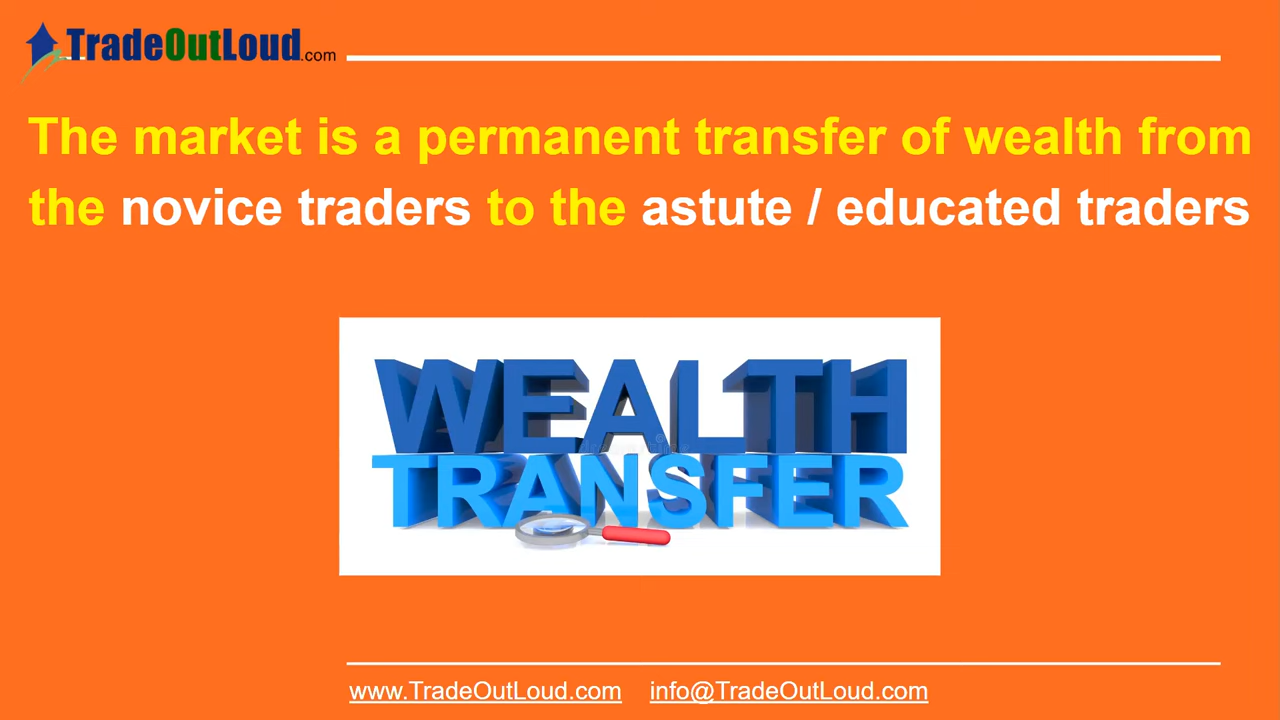 TradeOutLoud.com
The market is a permanent transfer of wealth from
the novice traders to the astute / educated traders
WEALTH
TRANSFER
www.TradeOutLoud.com info@TradeOutLoud.com